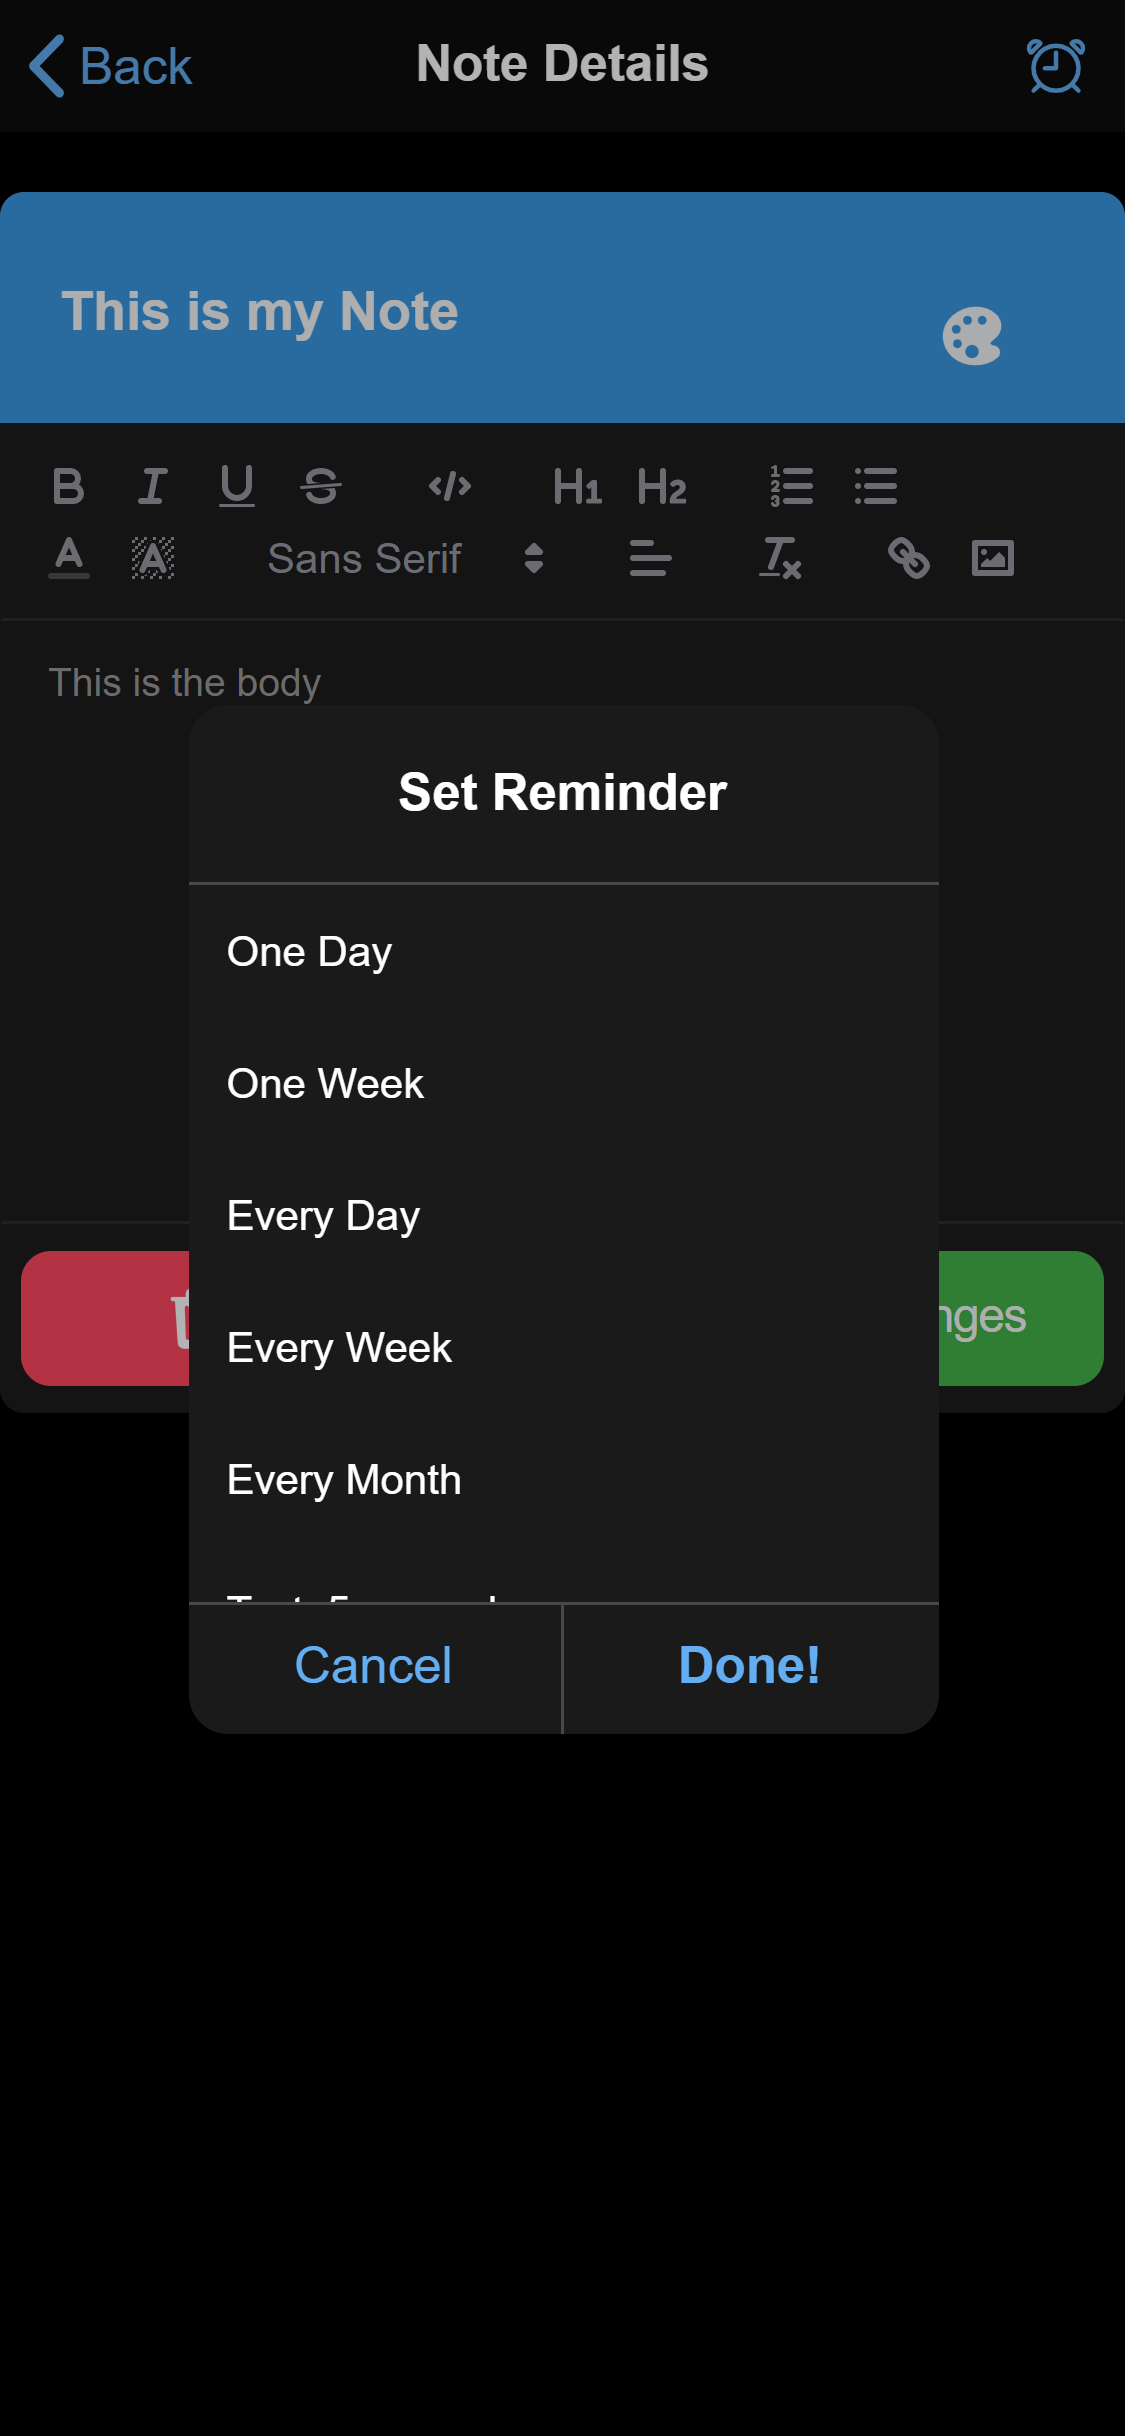 Back
Note Details
This is my Note
B I U S </> H1 H2
A A Sans Serif
This is the body
Set Reminder
One Day
One Week
Every Day
Every Week
Every Month
nges
Cancel Done!